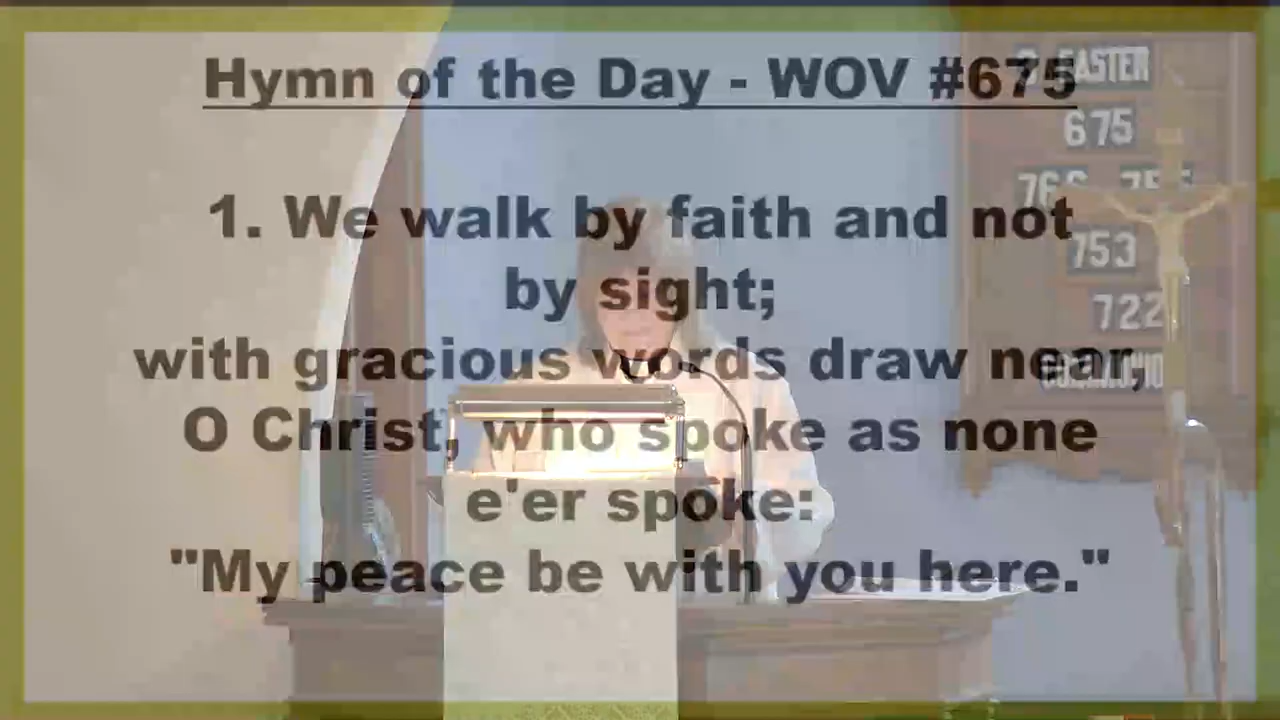 Hymn of the Day - WOV #675
1. We walk by faith and not
by sight;
with gracious words draw near,
O Christ, who spoke as none
e'er spoke:
"My peace be with you here."
EASTER
675
753
722